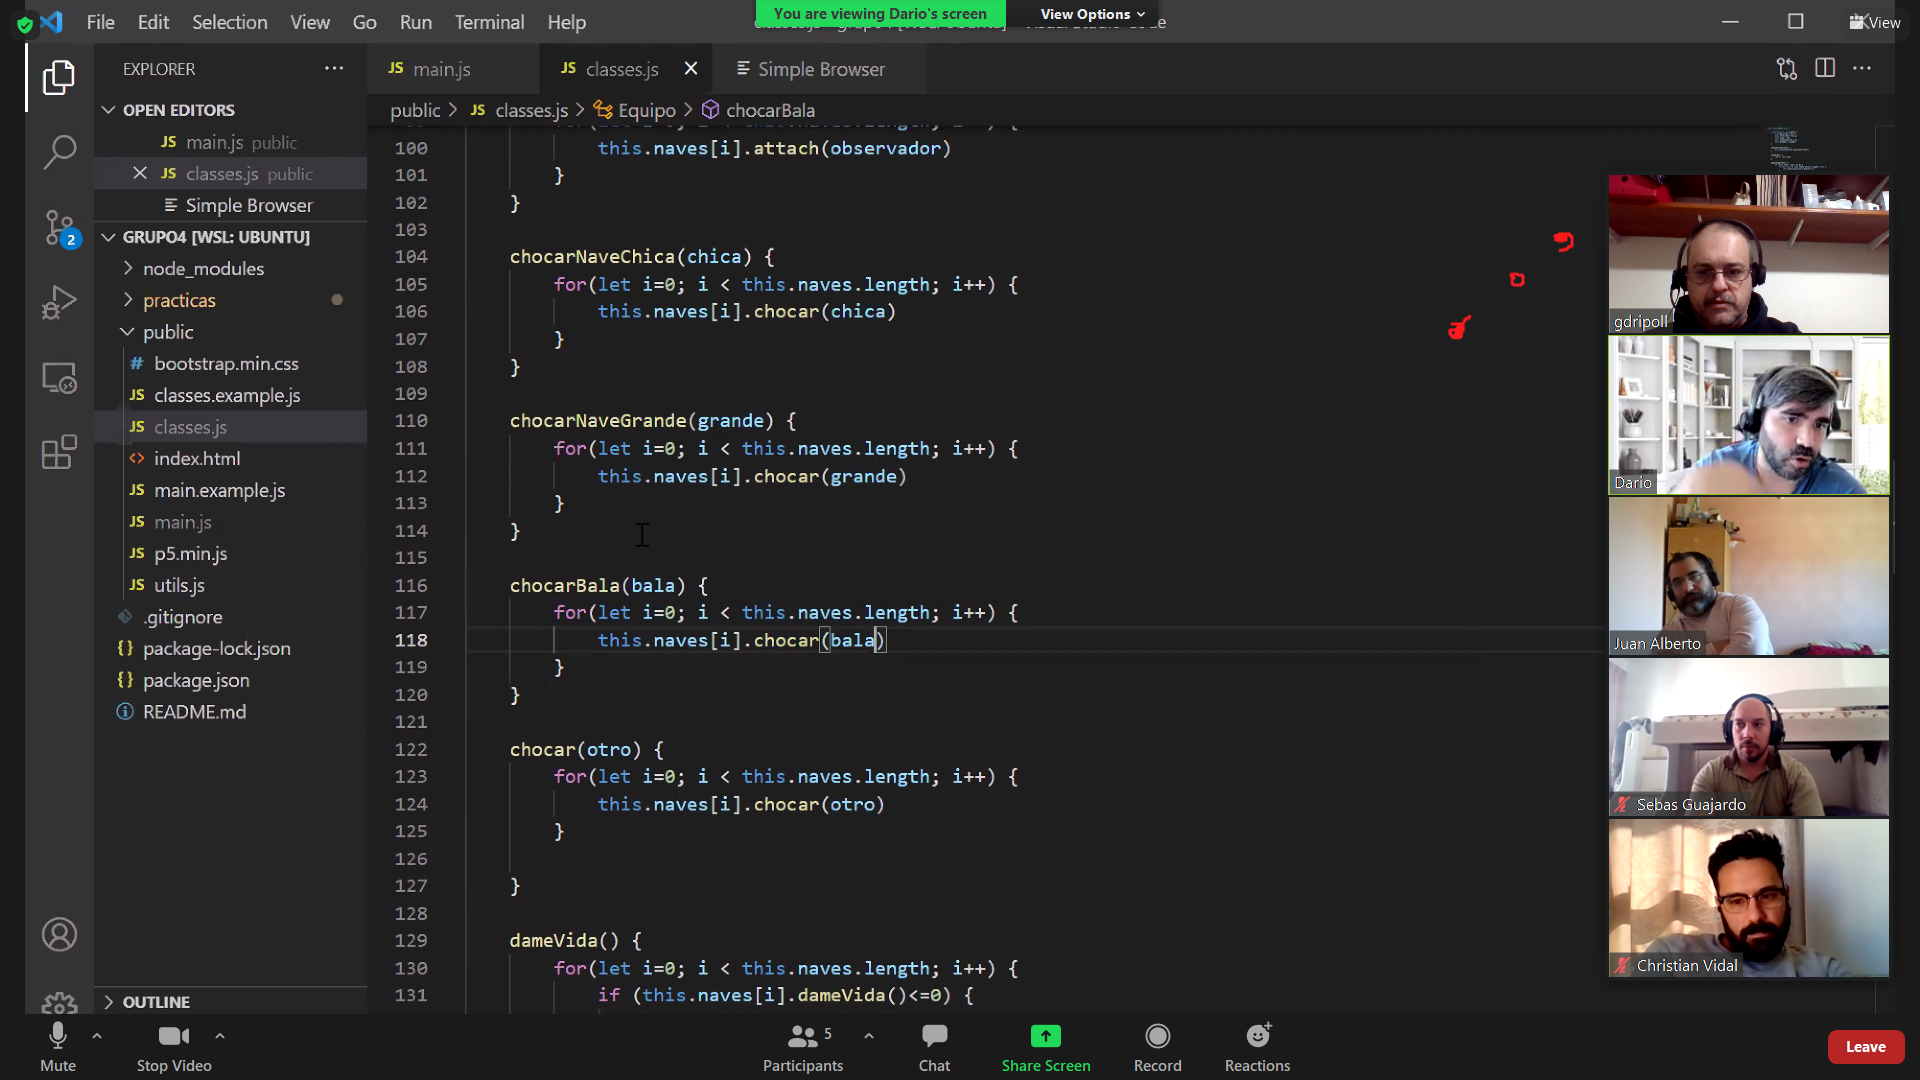 File Edit Selection View Go Run Terminal Help
You are viewing Dario's screen
View Options
View
EXPLORER
main.js
classes.js
Simple Browser
OPEN EDITORS
public > JS classes.js > Equipo > chocarBala
JS main.js public
JS classes.js public
Simple Browser
2
GRUPO4 [WSL: UBUNTU]
node_modules
practicas
public
# bootstrap.min.css
JS classes.example.js
JS classes.js
<> index.html
JS main.example.js
JS main.js
JS p5.min.js
JS utils.js
.gitignore
{} package-lock.json
{} package.json
README.md
OUTLINE
100 this.naves[i].attach(observador)
101 }
102 }
103
104 chocarNaveChica(chica) {
105 for(let i=0; i < this.naves.length; i++) {
106 this.naves[i].chocar(chica)
107 }
108 }
109
110 chocarNaveGrande(grande) {
111 for(let i=0; i < this.naves.length; i++) {
112 this.naves[i].chocar(grande)
113 }
114 }
115
116 chocarBala(bala) {
117 for(let i=0; i < this.naves.length; i++) {
118 this.naves[i].chocar(bala)
119 }
120 }
121
122 chocar(otro) {
123 for(let i=0; i < this.naves.length; i++) {
124 this.naves[i].chocar(otro)
125 }
126
127 }
128
129 dameVida() {
130 for(let i=0; i < this.naves.length; i++) {
131 if (this.naves[i].dameVida()<=0) {
gdripoll
Dario
Juan Alberto
Sebas Guajardo
Christian Vidal
Mute
Stop Video
Participants 5
Chat
Share Screen
Record
Reactions
Leave